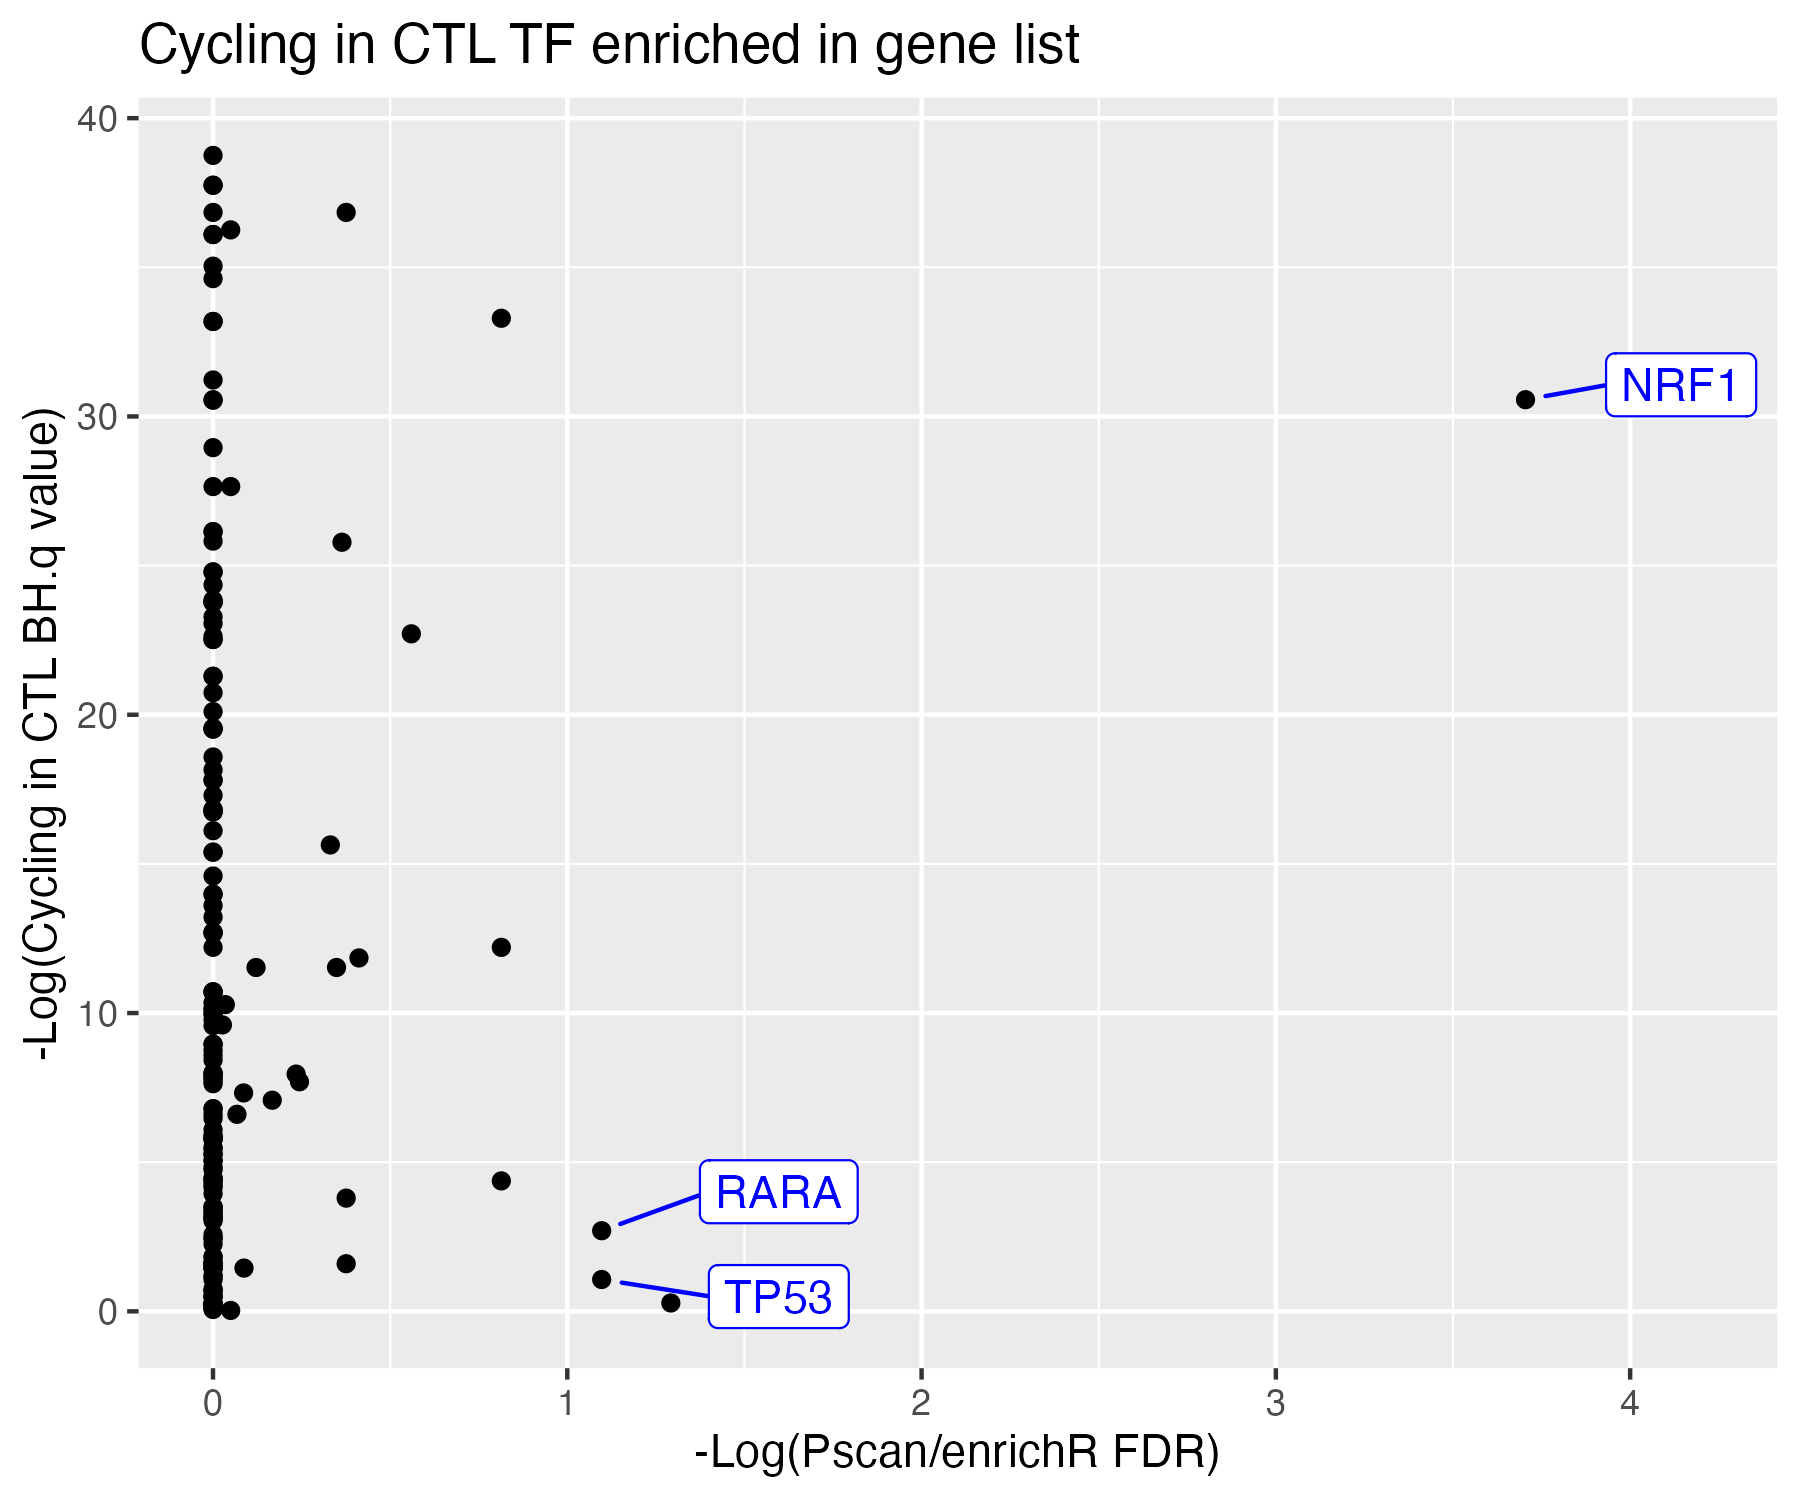 Cycling in CTL TF enriched in gene list
-Log(Cycling in CTL BH.q value)
40
30
20
10
0
NRF1
RARA
TP53
0 1 2 3 4
-Log(Pscan/enrichR FDR)